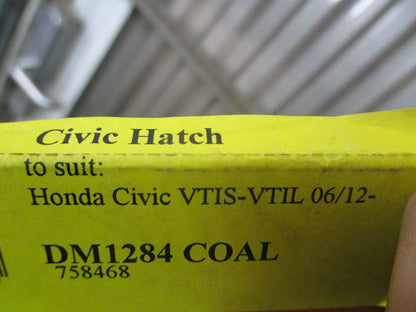 Civic Hatch
to suit:
Honda Civic VTIS-VTIL 06/12-
DM1284 COAL
758468